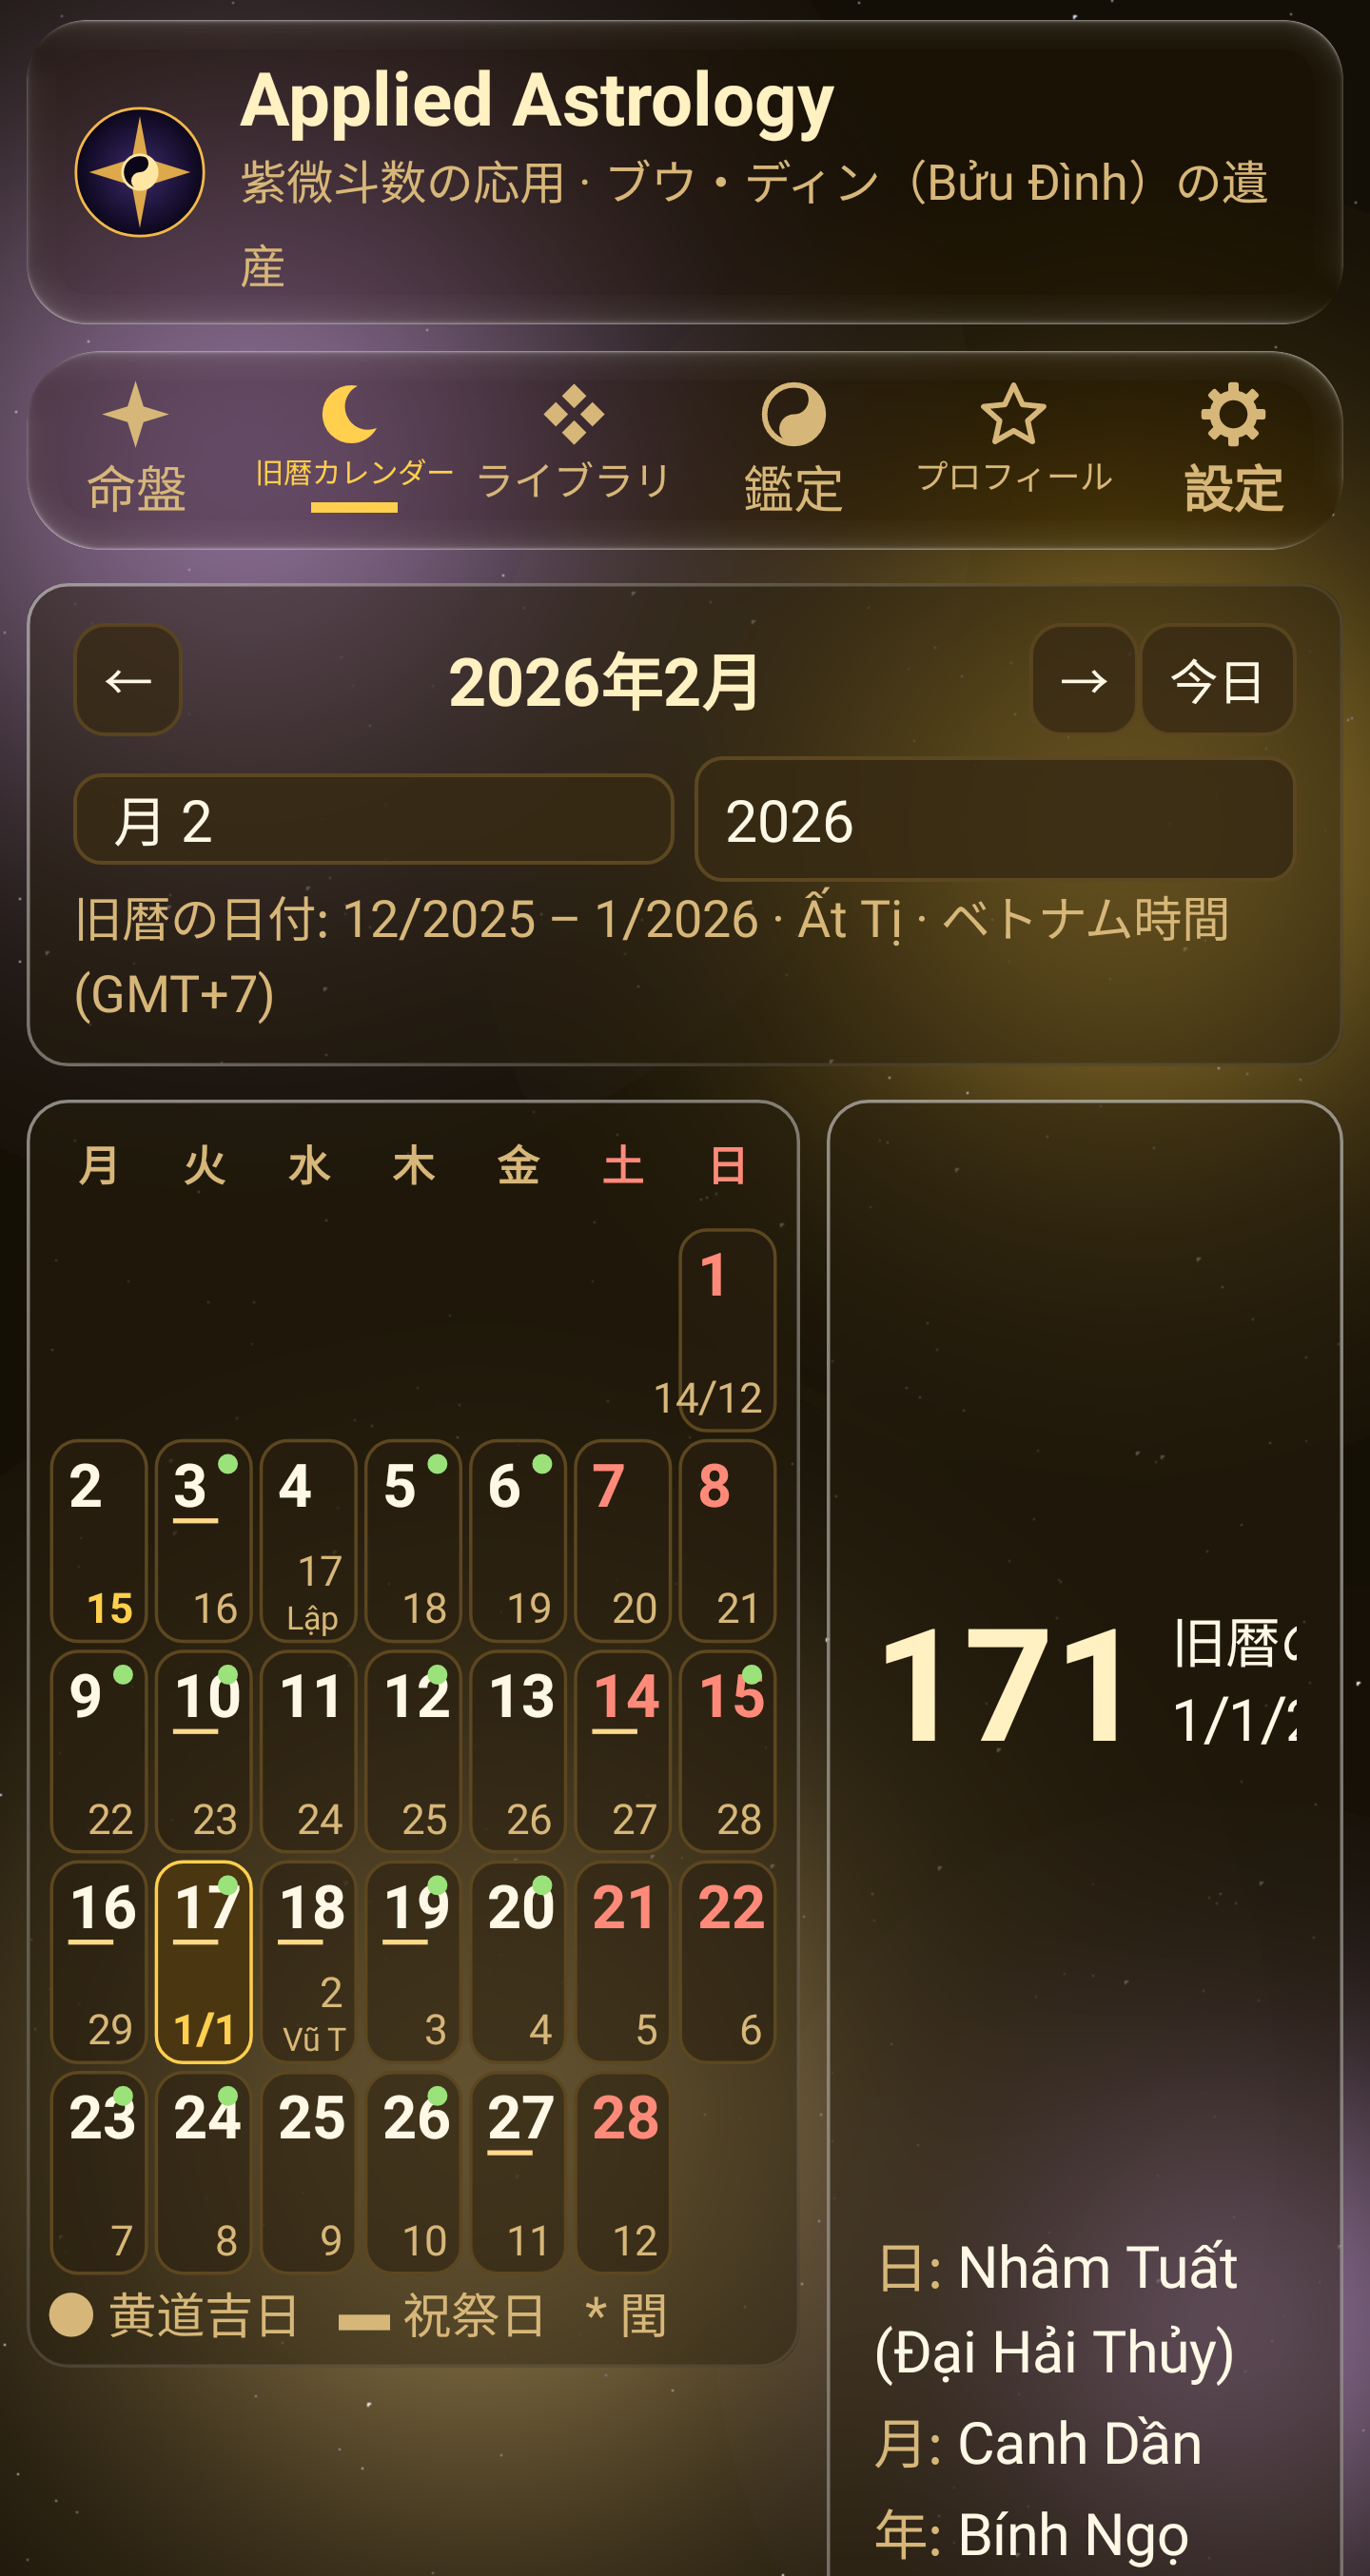 Applied Astrology
紫微斗数の応用 · ブウ・ディン（Bửu Đình）の遺
産
命盤 旧暦カレンダー ライブラリ 鑑定 プロフィール 設定
← 2026年2月 → 今日
月 2 2026
旧暦の日付: 12/2025 – 1/2026 · Ất Tị · ベトナム時間
(GMT+7)
月 火 水 木 金 土 日
1
14/12
2 3 4 5 6 7 8
15 16 17 18 19 20 21
Lập
9 10 11 12 13 14 15
22 23 24 25 26 27 28
16 17 18 19 20 21 22
29 1/1 2 3 4 5 6
Vũ T
23 24 25 26 27 28
7 8 9 10 11 12
黄道吉日 祝祭日 * 閏
171
旧暦
1/1/2
日: Nhâm Tuất
(Đại Hải Thủy)
月: Canh Dần
年: Bính Ngọ